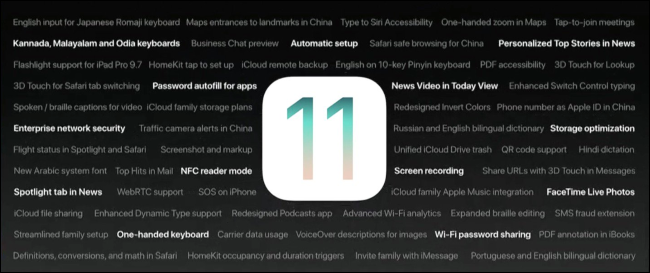 English input for Japanese Romaji keyboard Maps entrances to landmarks in China Type to Siri Accessibility One-handed zoom in Maps Tap-to-join meetings
Kannada, Malayalam and Odia keyboards Business Chat preview Automatic setup Safari safe browsing for China Personalized Top Stories in News
Flashlight support for iPad Pro 9.7 HomeKit tap to set up iCloud remote backup English on 10-key Pinyin keyboard PDF accessibility 3D Touch for Lookup
3D Touch for Safari tab switching Password autofill for apps News Video in Today View Enhanced Switch Control typing
Spoken / braille captions for video iCloud family storage plans Redesigned Invert Colors Phone number as Apple ID in China
Enterprise network security Traffic camera alerts in China Russian and English bilingual dictionary Storage optimization
11
Flight status in Spotlight and Safari Screenshot and markup Unified iCloud Drive trash QR code support Hindi dictation
New Arabic system font Top Hits in Mail NFC reader mode Screen recording Share URLs with 3D Touch in Messages
Spotlight tab in News WebRTC support SOS on iPhone iCloud family Apple Music integration FaceTime Live Photos
iCloud file sharing Enhanced Dynamic Type support Redesigned Podcasts app Advanced Wi-Fi analytics Expanded braille editing SMS fraud extension
Streamlined family setup One-handed keyboard Carrier data usage VoiceOver descriptions for images Wi-Fi password sharing PDF annotation in iBooks
Definitions, conversions, and math in Safari HomeKit occupancy and duration triggers Invite family with iMessage Portuguese and English bilingual dictionary